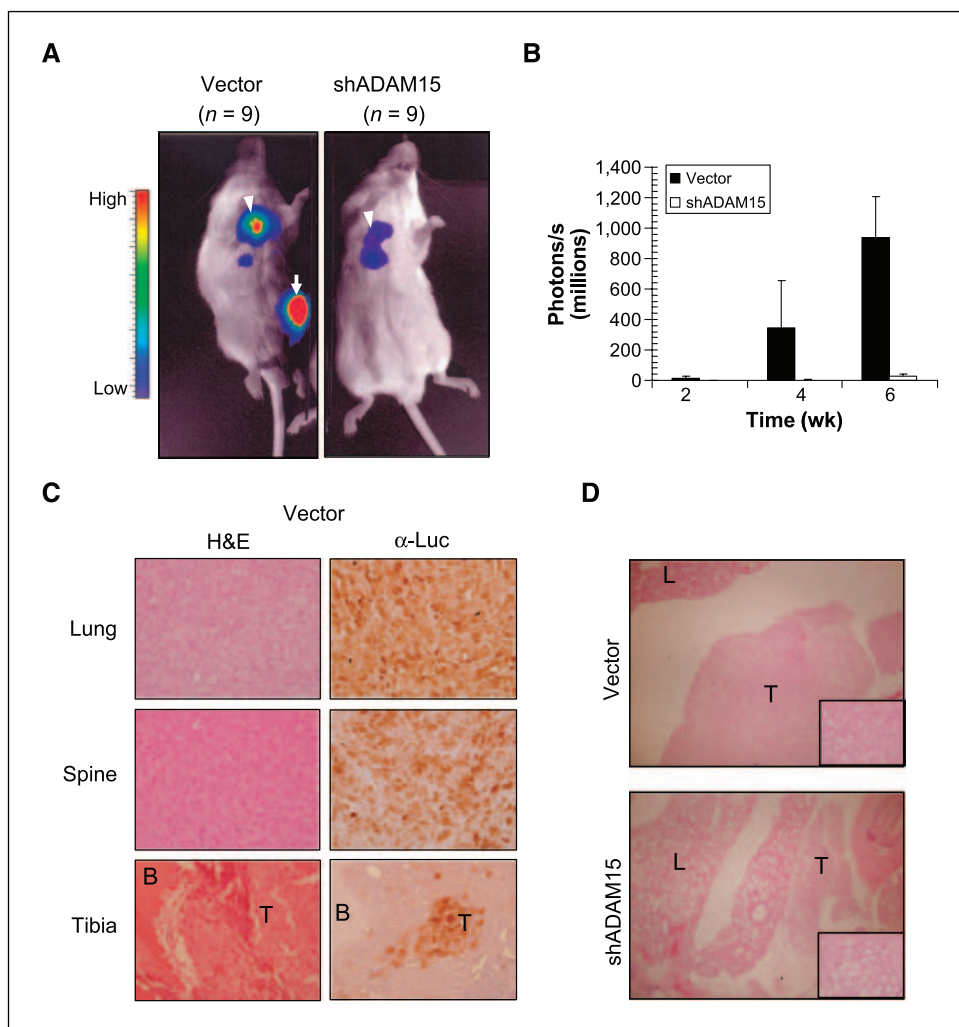 A
Vector
(n = 9)
shADAM15
(n = 9)
High
Low
B
1,400
1,200
1,000
800
600
400
200
0
Photons/s
(millions)
Vector
shADAM15
2 4 6
Time (wk)
C
Vector
H&E α-Luc
Lung
Spine
Tibia
B T
B T
D
Vector
L
T
shADAM15
L
T